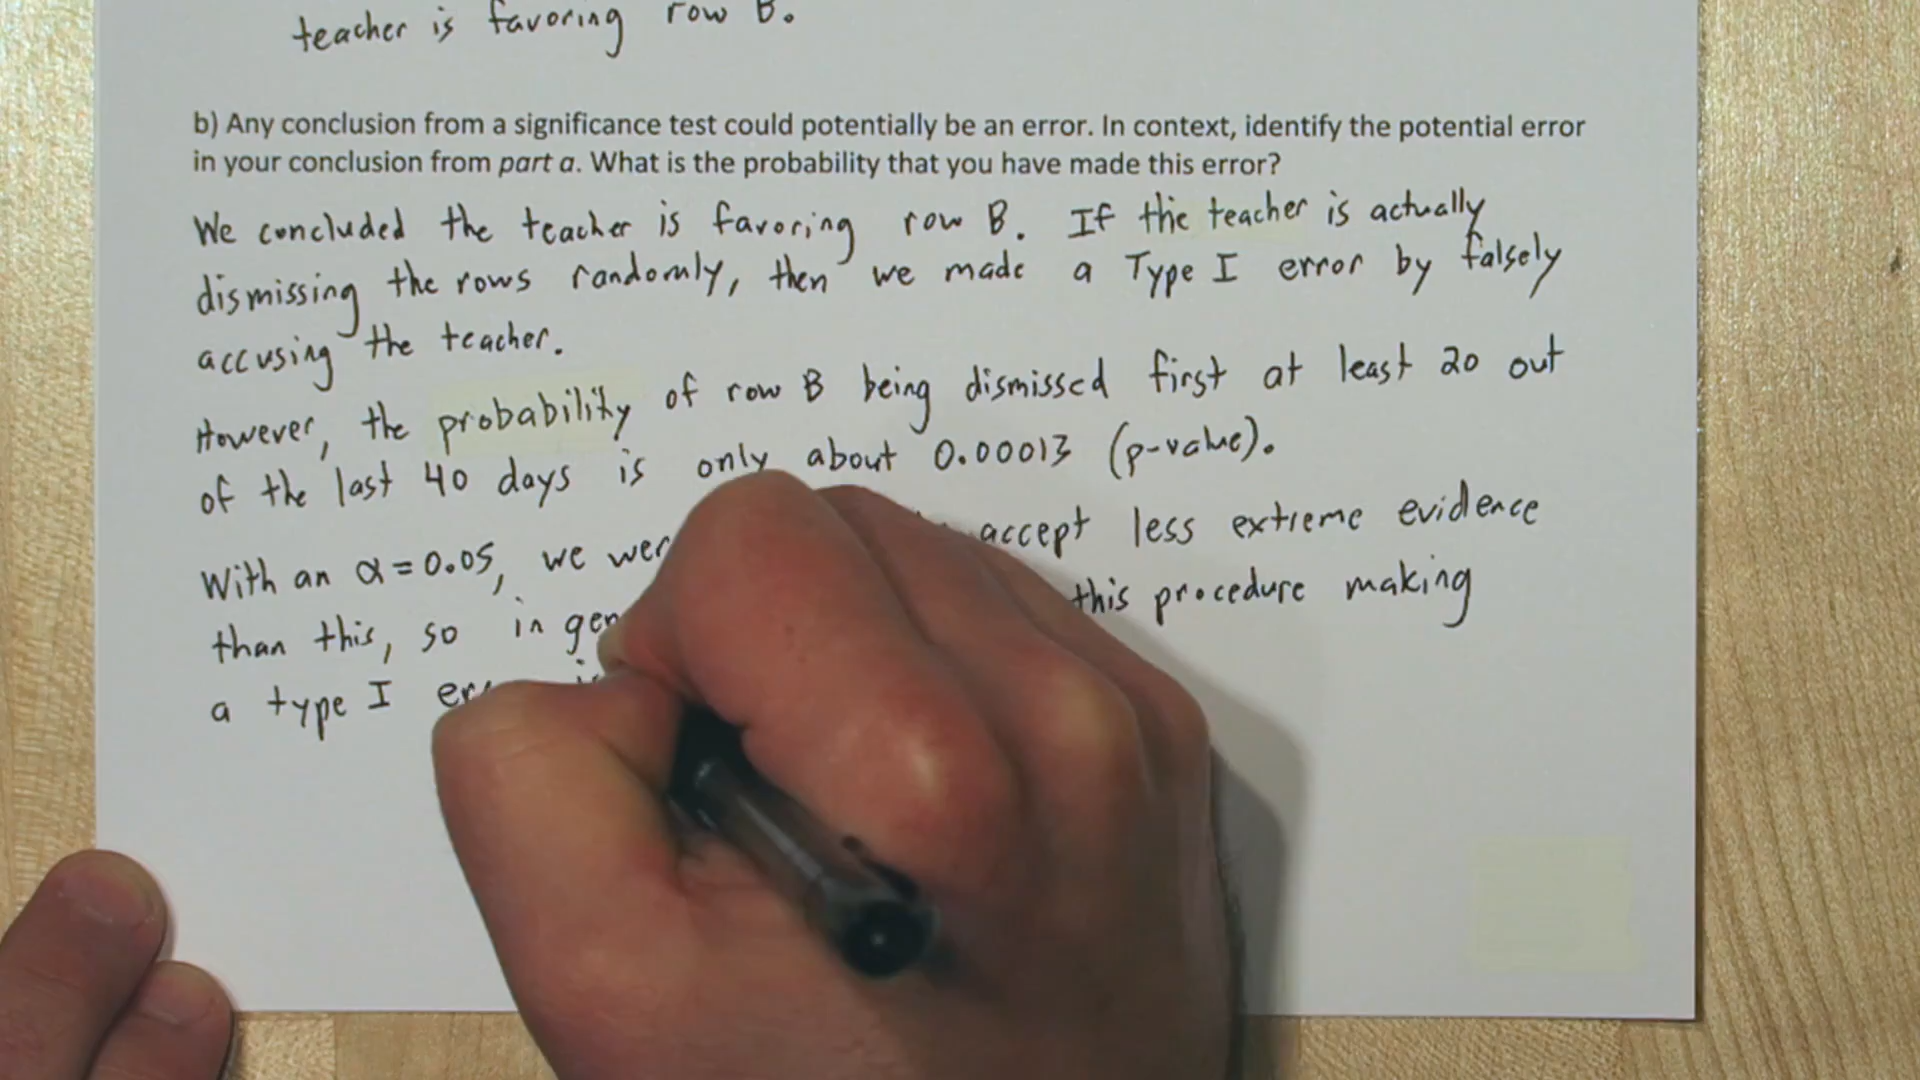 teacher is favoring row B.
b) Any conclusion from a significance test could potentially be an error. In context, identify the potential error
in your conclusion from part a. What is the probability that you have made this error?
We concluded the teacher is favoring row B. If the teacher is actually
dismissing the rows randomly, then we made a Type I error by falsely
accusing the teacher.
However, the probability of row B being dismissed first at least 20 out
of the last 40 days is only about 0.00013 (p-value).
With an α = 0.05, we accept less extreme evidence
than this, so in this procedure making
a type I